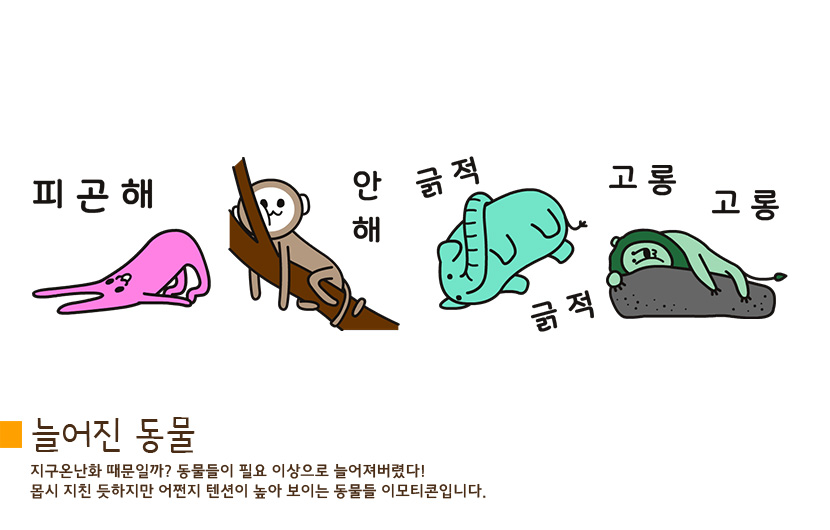 피곤해
안
해
긁적
긁적
고롱
고롱
늘어진 동물
지구온난화 때문일까? 동물들이 필요 이상으로 늘어져버렸다!
몹시 지친 듯하지만 어쩐지 텐션이 높아 보이는 동물들 이모티콘입니다.